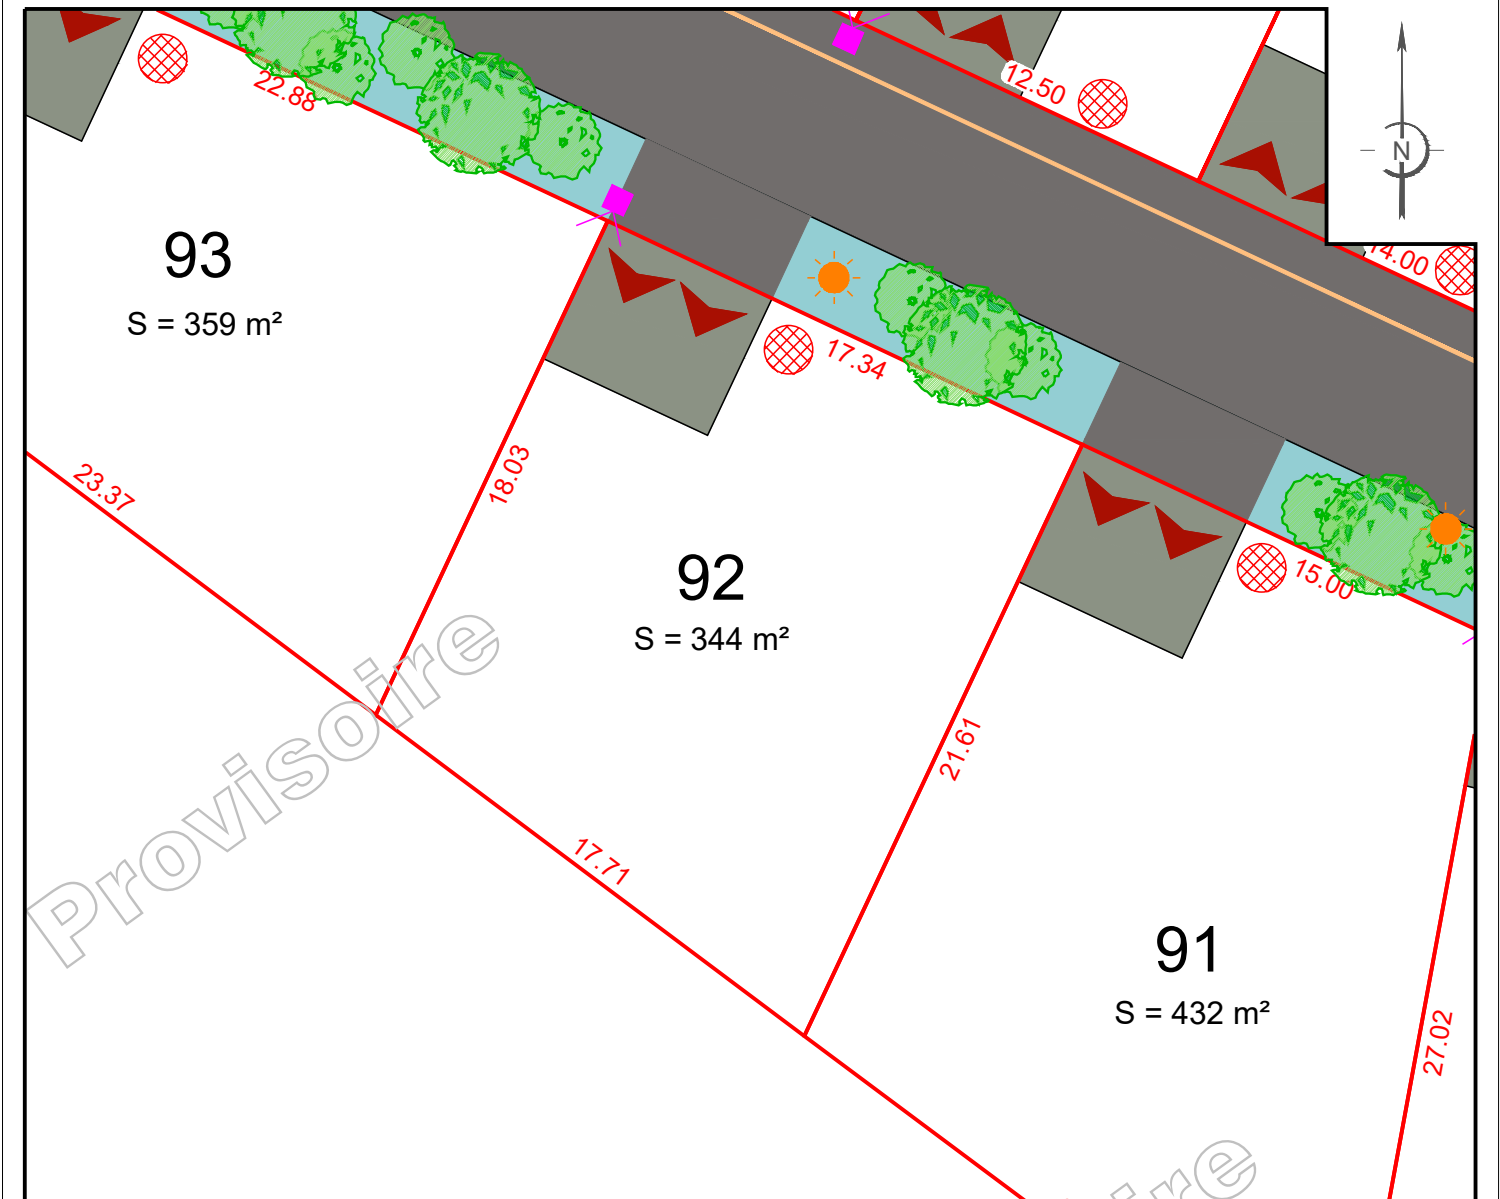 12.50
22.88
N
14.00
93
S = 359 m²
17.34
23.37
18.03
92
S = 344 m²
15.00
Provisoire
21.61
17.71
91
S = 432 m²
27.02
ire